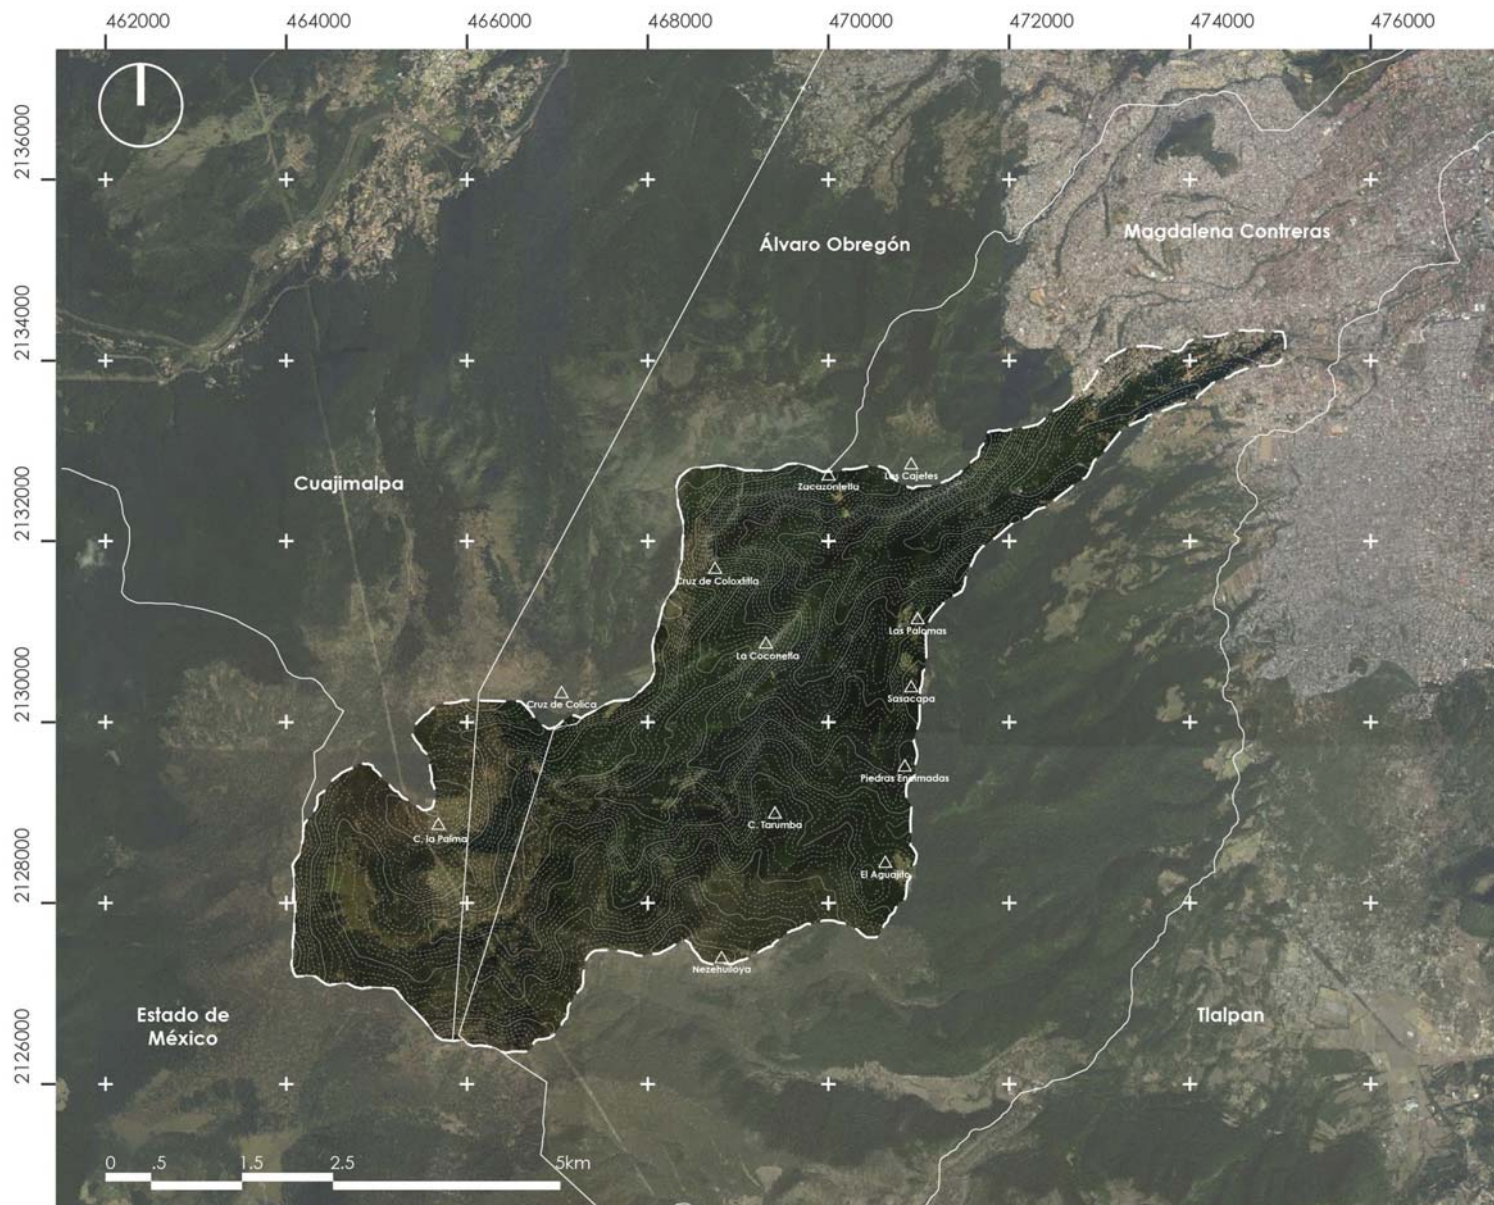 462000 464000 466000 468000 470000 472000 474000 476000
2136000
2134000
2132000
2130000
2128000
2126000
Álvaro Obregón
Magdalena Contreras
Cuajimalpa
Los Cajetes
Zacazontetla
Cruz de Coloxtitla
Las Palomas
La Coconetla
Sasacapa
Cruz de Colica
Piedras Encimadas
C. Tarumba
C. la Palma
El Aguajito
Nezehuiloya
Estado de
México
Tlalpan
0 .5 1.5 2.5 5km